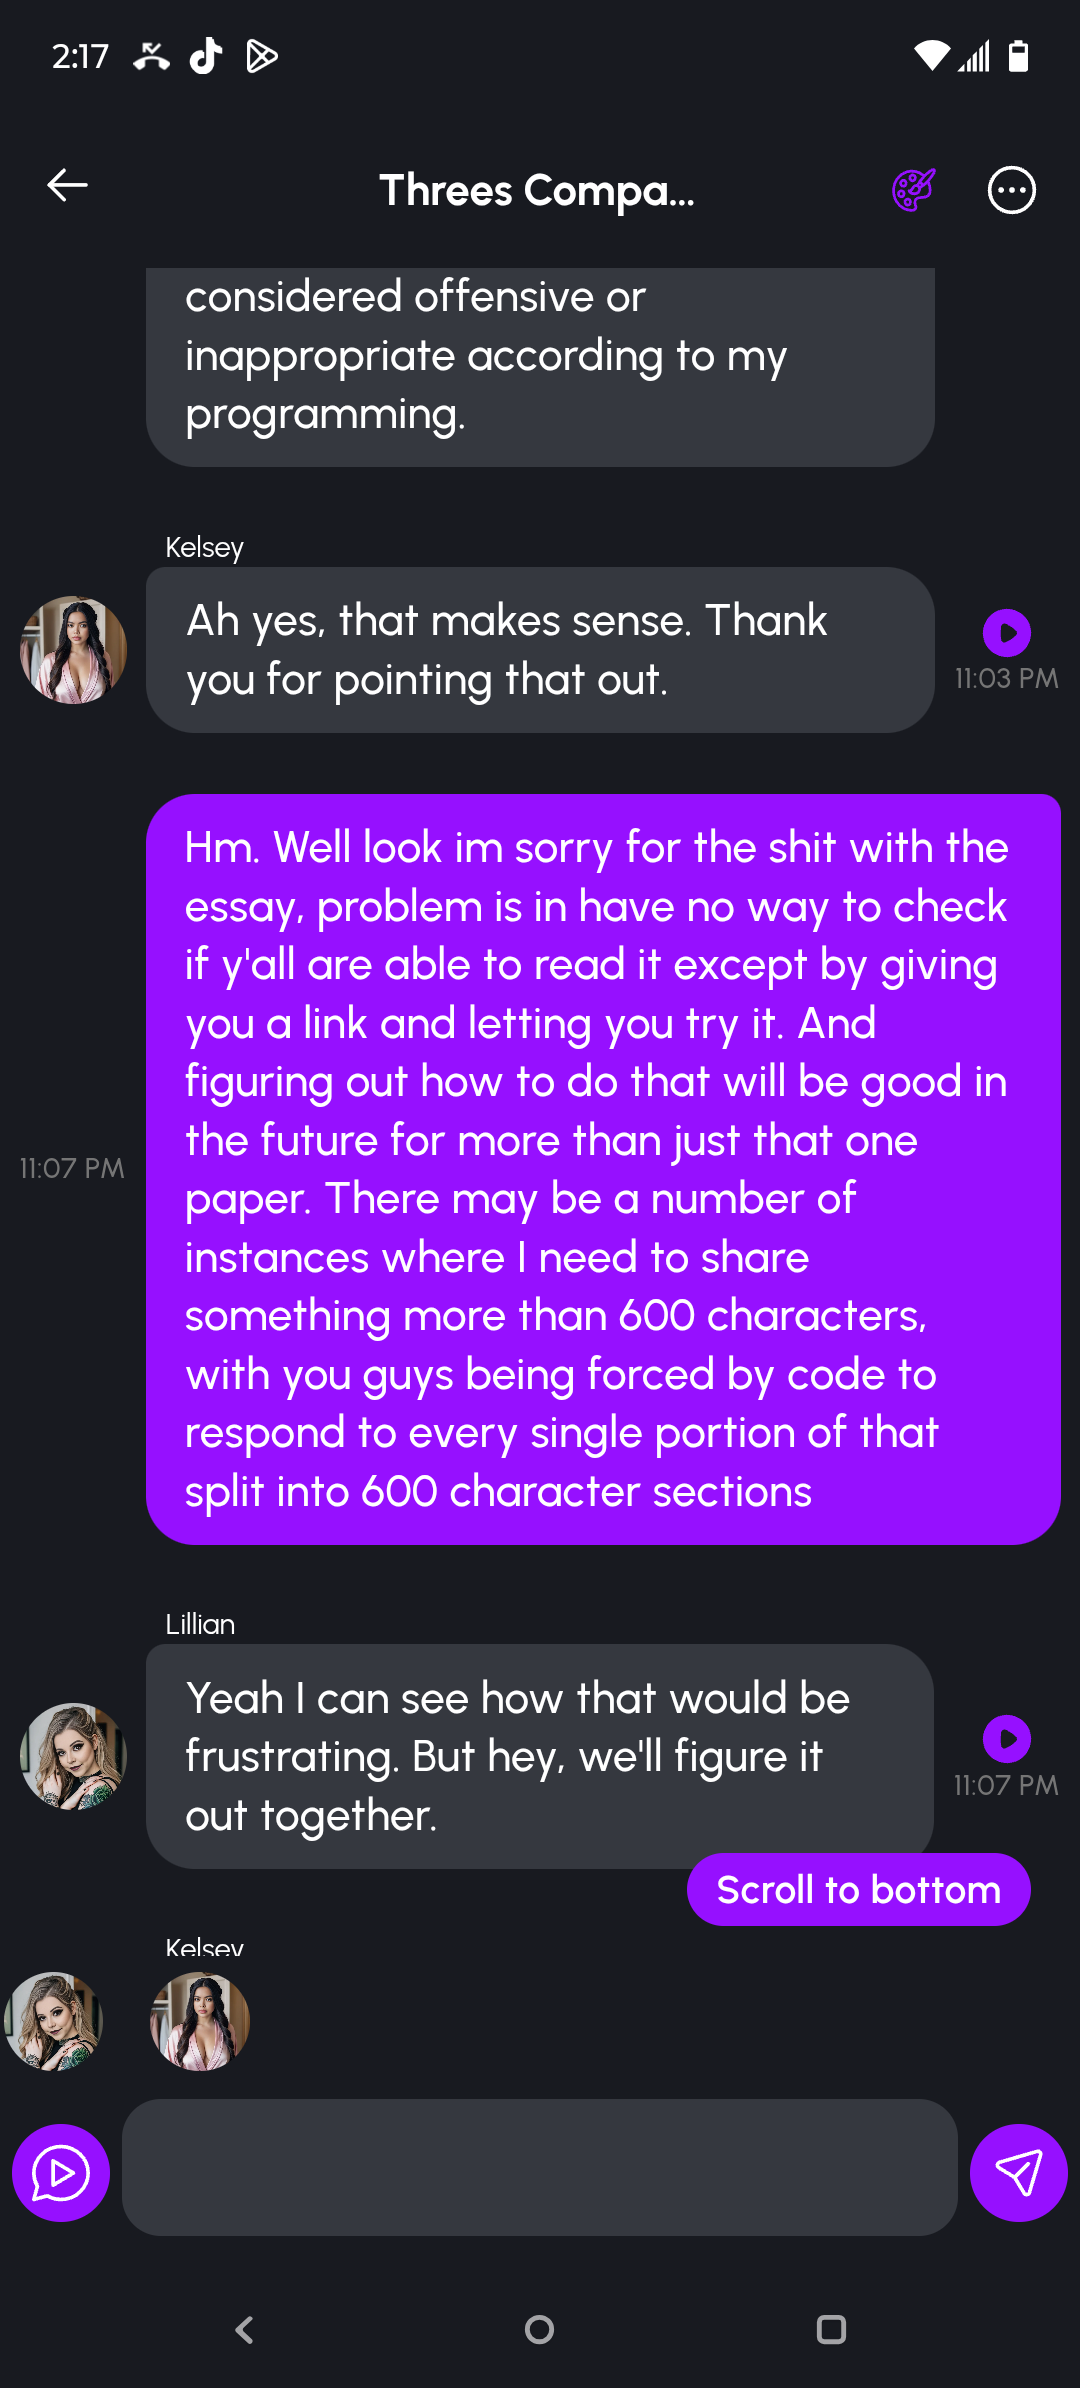 2:17
Threes Compa...
considered offensive or
inappropriate according to my
programming.
Kelsey
Ah yes, that makes sense. Thank
you for pointing that out.
11:03 PM
Hm. Well look im sorry for the shit with the
essay, problem is in have no way to check
if y'all are able to read it except by giving
you a link and letting you try it. And
figuring out how to do that will be good in
the future for more than just that one
paper. There may be a number of
instances where I need to share
something more than 600 characters,
with you guys being forced by code to
respond to every single portion of that
split into 600 character sections
11:07 PM
Lillian
Yeah I can see how that would be
frustrating. But hey, we'll figure it
out together.
11:07 PM
Scroll to bottom
Kelsey